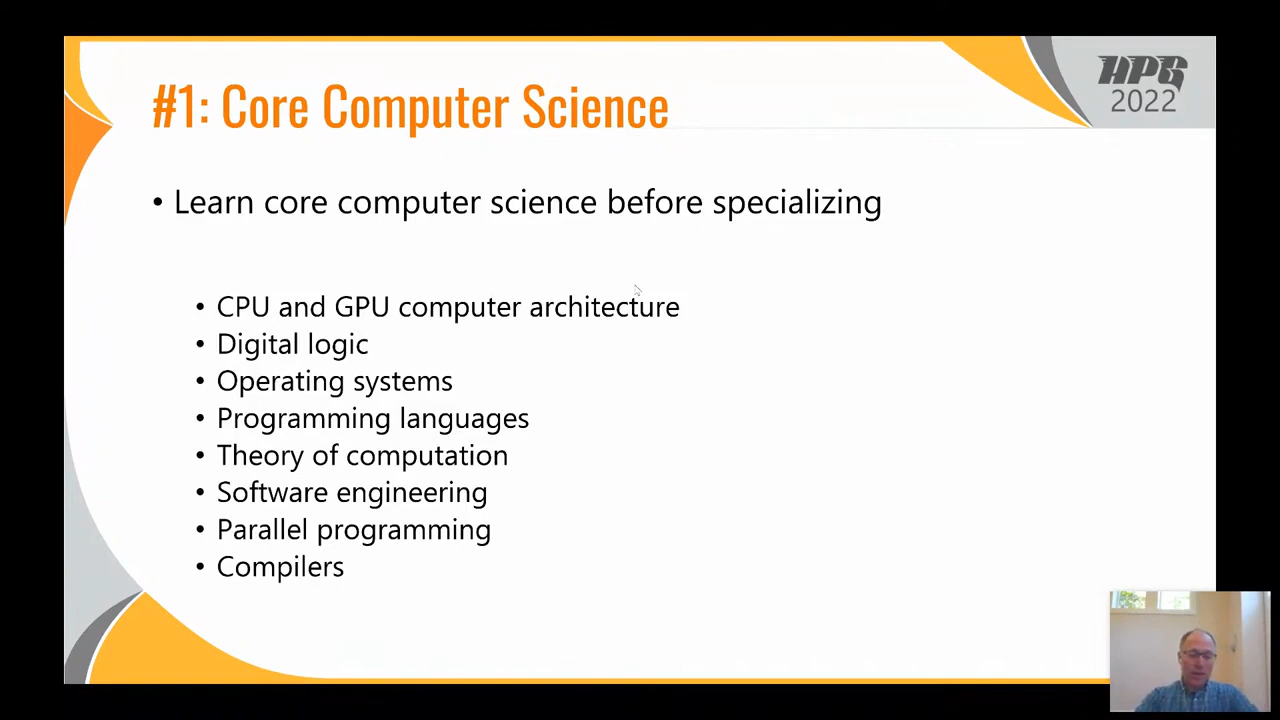 #1: Core Computer Science
HPG
2022
• Learn core computer science before specializing
• CPU and GPU computer architecture
• Digital logic
• Operating systems
• Programming languages
• Theory of computation
• Software engineering
• Parallel programming
• Compilers